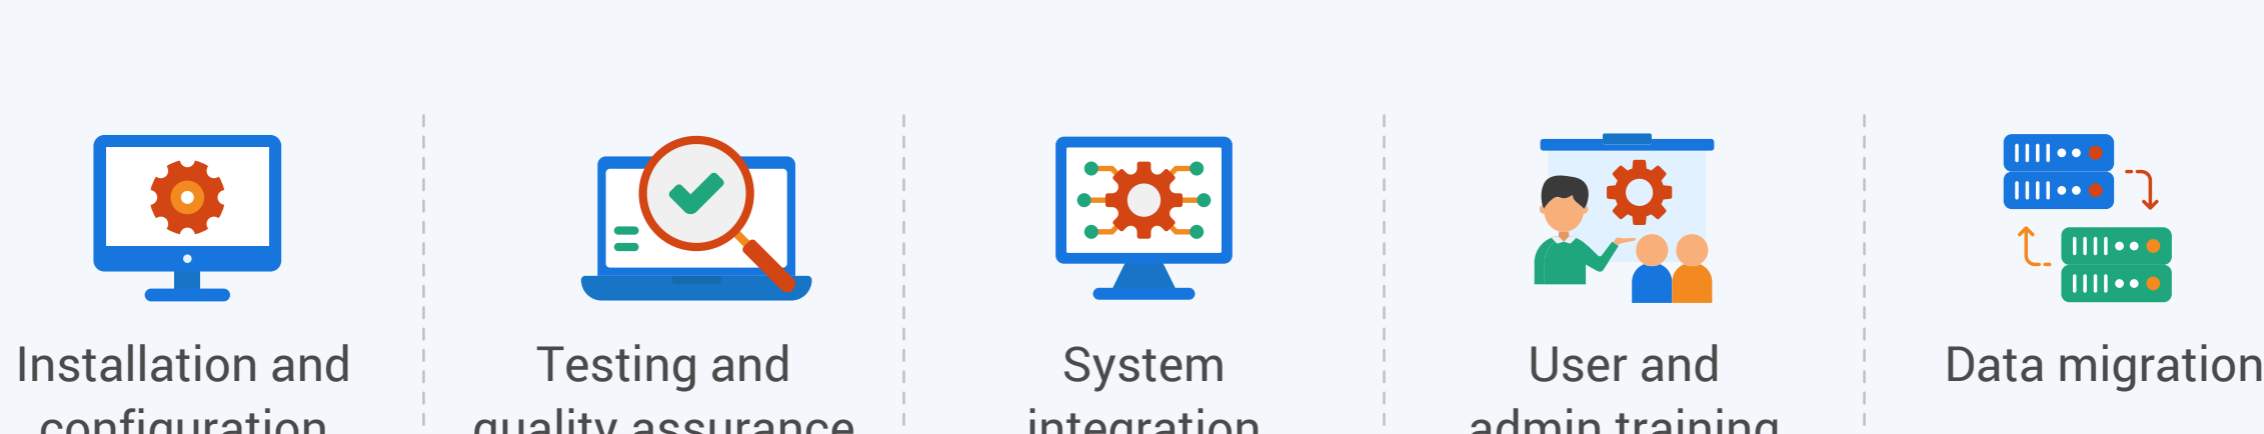 Installation and
configuration
Testing and
quality assurance
System
integration
User and
admin training
Data migration